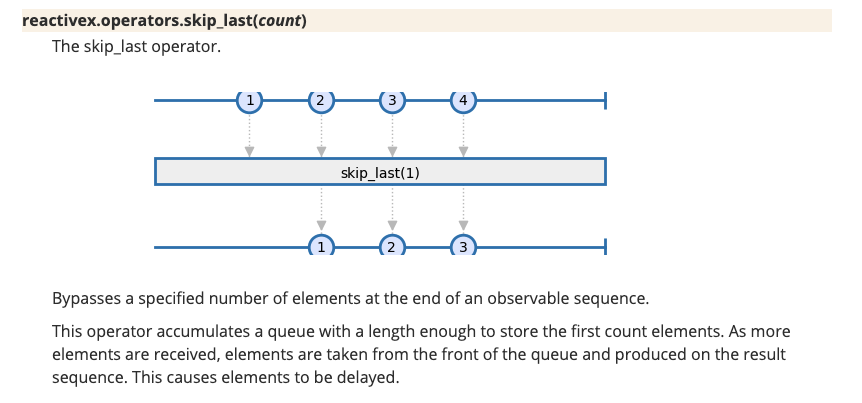 reactivex.operators.skip_last(count)
The skip_last operator.
1 2 3 4
skip_last(1)
1 2 3
Bypasses a specified number of elements at the end of an observable sequence.
This operator accumulates a queue with a length enough to store the first count elements. As more
elements are received, elements are taken from the front of the queue and produced on the result
sequence. This causes elements to be delayed.